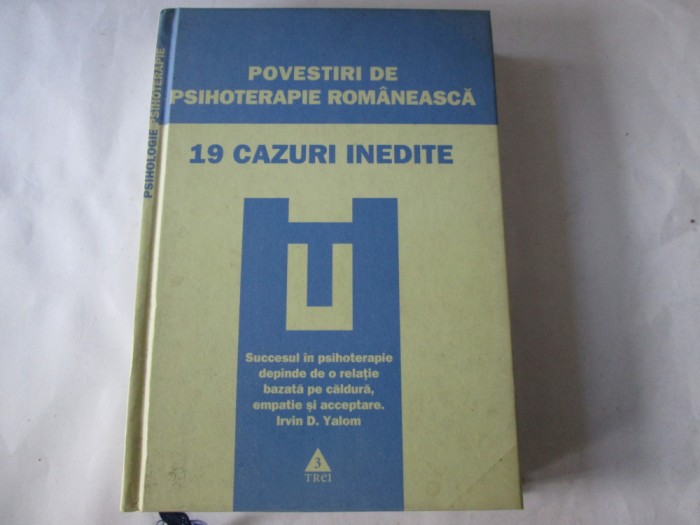 PSIHOLOGIE PSIHOTERAPIE
POVESTIRI DE
PSIHOTERAPIE ROMÂNEASCĂ
19 CAZURI INEDITE
Succesul în psihoterapie
depinde de o relație
bazată pe căldură,
empatie și acceptare.
Irvin D. Yalom
3
TREI